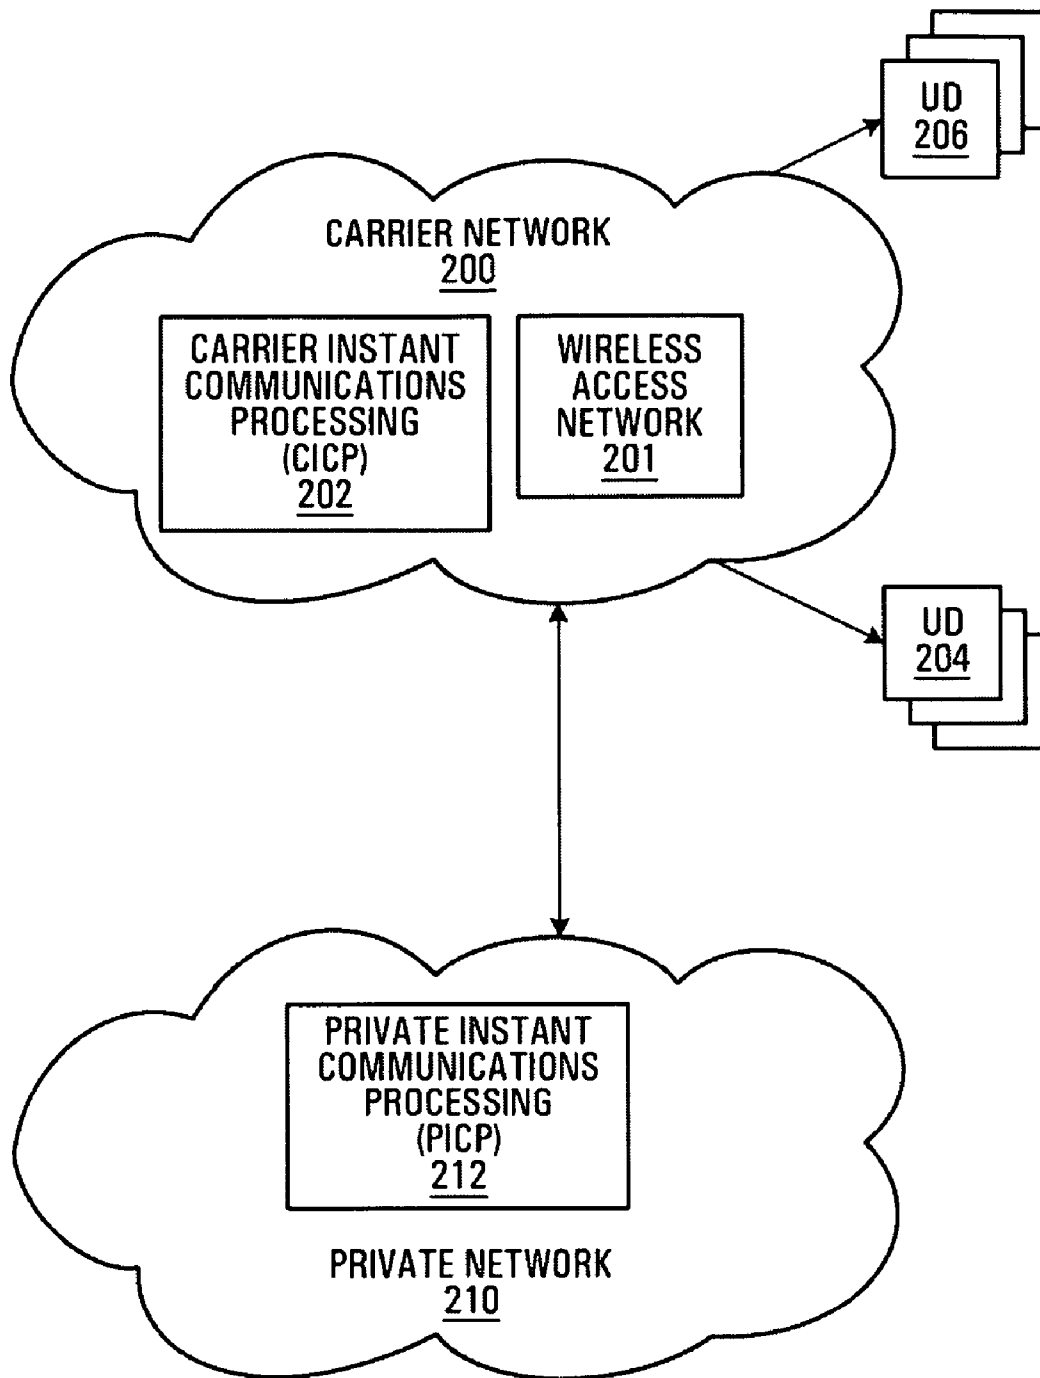 UD
206
CARRIER NETWORK
200
CARRIER INSTANT
COMMUNICATIONS
PROCESSING
(CICP)
202
WIRELESS
ACCESS
NETWORK
201
UD
204
PRIVATE INSTANT
COMMUNICATIONS
PROCESSING
(PICP)
212
PRIVATE NETWORK
210